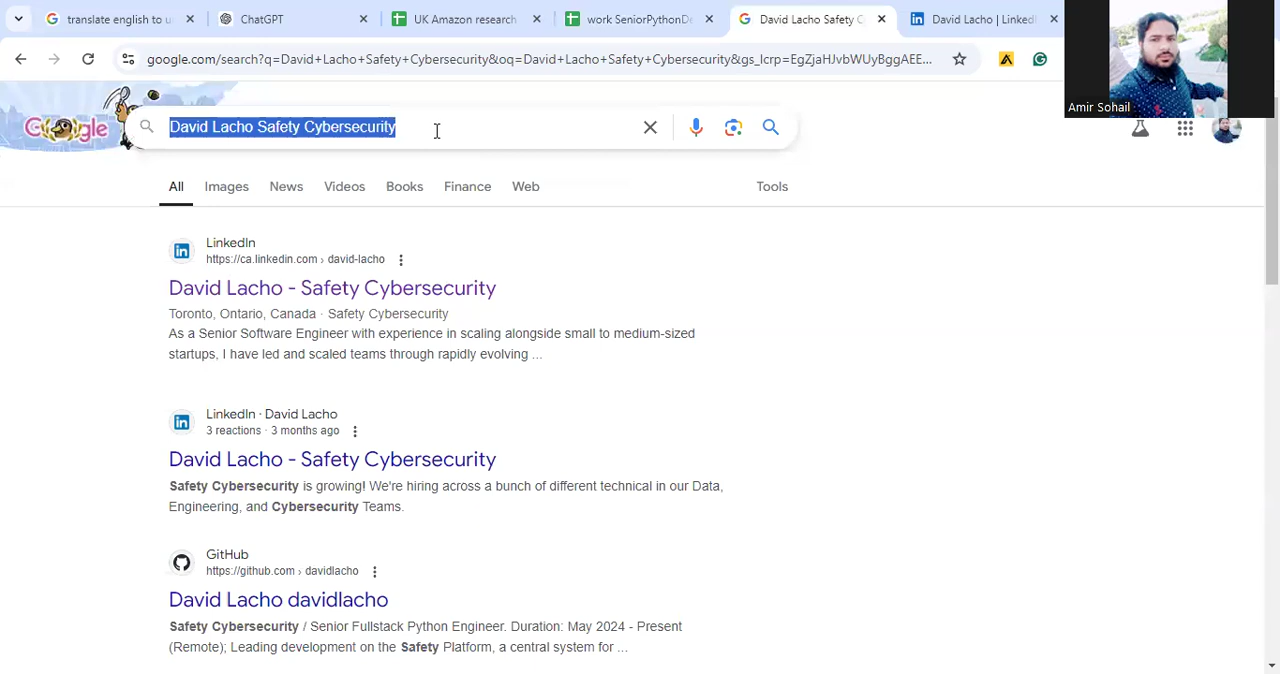 translate english to u
ChatGPT
UK Amazon research
work SeniorPythonDe
David Lacho Safety C
David Lacho | LinkedI
google.com/search?q=David+Lacho+Safety+Cybersecurity&oq=David+Lacho+Safety+Cybersecurity&gs_lcrp=EgZjaHJvbWUyBggAEE...
Amir Sohail
Google
David Lacho Safety Cybersecurity
All Images News Videos Books Finance Web Tools
LinkedIn
https://ca.linkedin.com › david-lacho
David Lacho - Safety Cybersecurity
Toronto, Ontario, Canada · Safety Cybersecurity
As a Senior Software Engineer with experience in scaling alongside small to medium-sized
startups, I have led and scaled teams through rapidly evolving ...
LinkedIn · David Lacho
3 reactions · 3 months ago
David Lacho - Safety Cybersecurity
Safety Cybersecurity is growing! We're hiring across a bunch of different technical in our Data,
Engineering, and Cybersecurity Teams.
GitHub
https://github.com › davidlacho
David Lacho davidlacho
Safety Cybersecurity / Senior Fullstack Python Engineer. Duration: May 2024 - Present
(Remote); Leading development on the Safety Platform, a central system for ...